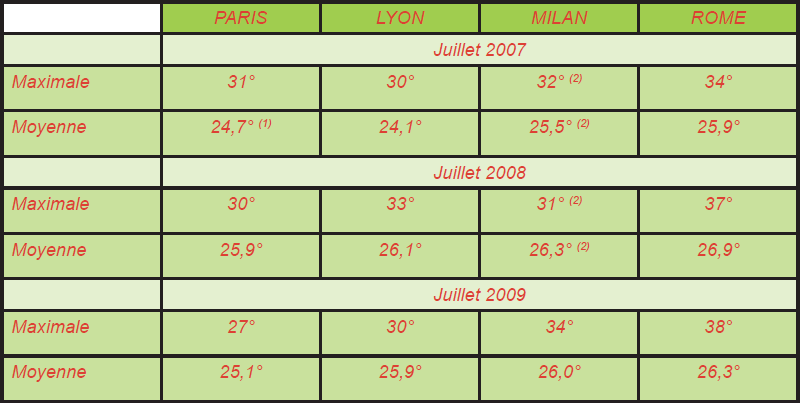 PARIS LYON MILAN ROME
Juillet 2007
Maximale 31° 30° 32° (2) 34°
Moyenne 24,7° (1) 24,1° 25,5° (2) 25,9°
Juillet 2008
Maximale 30° 33° 31° (2) 37°
Moyenne 25,9° 26,1° 26,3° (2) 26,9°
Juillet 2009
Maximale 27° 30° 34° 38°
Moyenne 25,1° 25,9° 26,0° 26,3°